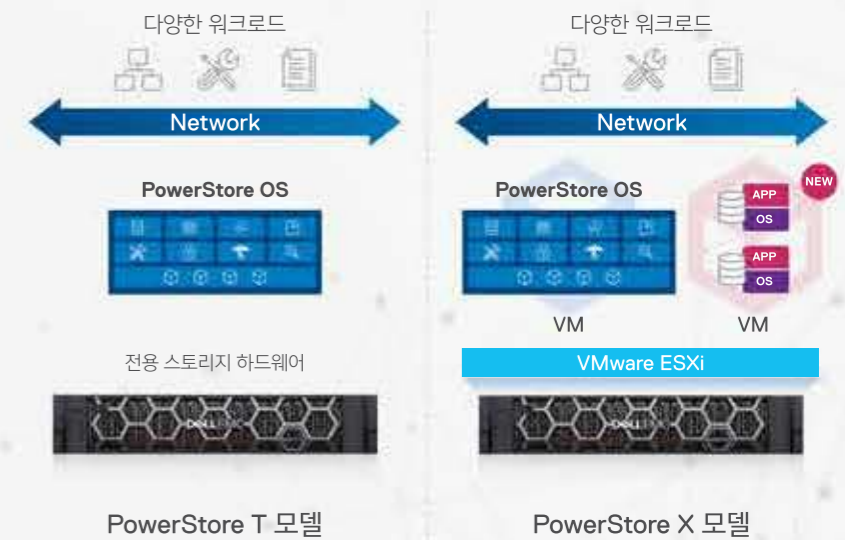 다양한 워크로드
Network
PowerStore OS
전용 스토리지 하드웨어
DELL EMC
PowerStore T 모델
다양한 워크로드
Network
PowerStore OS
NEW
APP
OS
APP
OS
VM
VM
VMware ESXi
DELL EMC
PowerStore X 모델